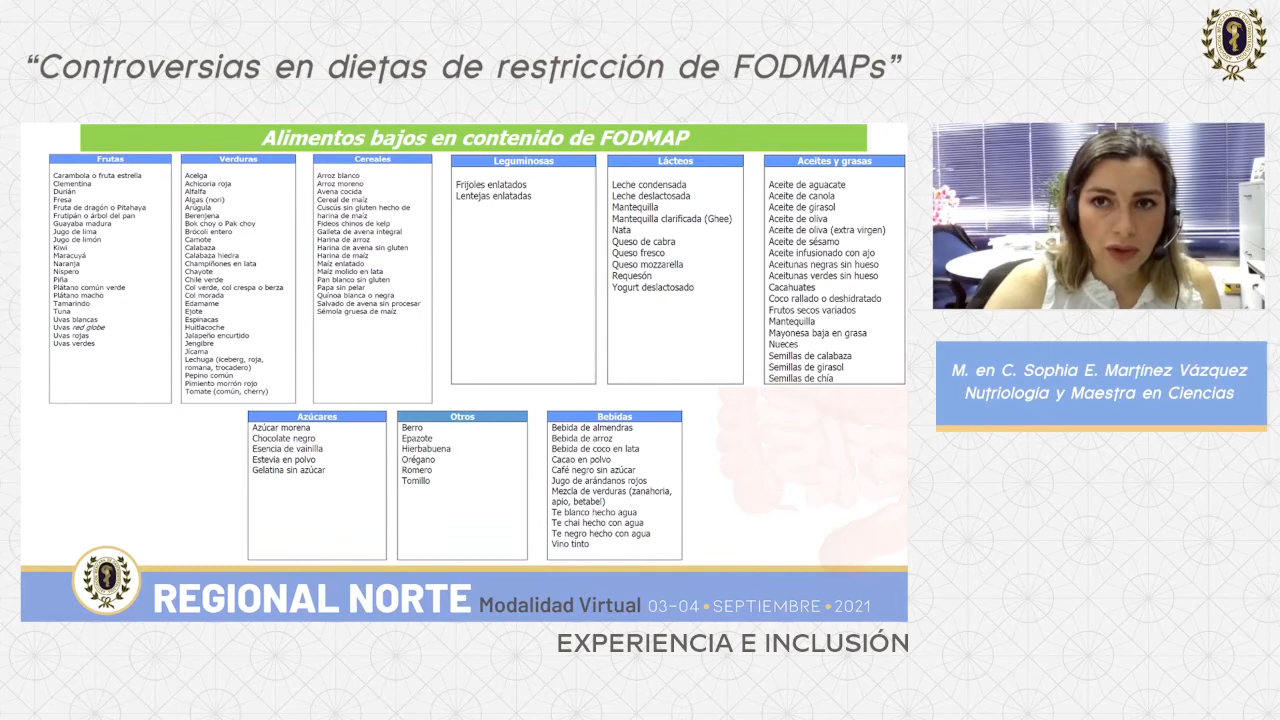 “Controversias en dietas de restricción de FODMAPs”
Alimentos bajos en contenido de FODMAP
Frutas
Carambola o fruta estrella
Clementina
Durián
Fresa
Fruta de dragón o Pitahaya
Frutipán o árbol del pan
Guayaba madura
Jugo de lima
Jugo de limón
Kiwi
Maracuyá
Naranja
Níspero
Piña
Plátano común verde
Plátano macho
Tamarindo
Tuna
Uvas blancas
Uvas red globe
Uvas rojas
Uvas verdes
Verduras
Acelga
Achicoria roja
Alfalfa
Algas (nori)
Arúgula
Berenjena
Bok choy o Pak choy
Brócoli entero
Camote
Calabaza
Calabaza hiedra
Champiñones en lata
Chayote
Chile verde
Col verde, col crespa o berza
Col morada
Edamame
Ejote
Espinacas
Huitlacoche
Jalapeño encurtido
Jengibre
Jícama
Lechuga (iceberg, roja,
romana, trocadero)
Pepino común
Pimiento morrón rojo
Tomate (común, cherry)
Cereales
Arroz blanco
Arroz moreno
Avena cocida
Cereal de maíz
Cuscús sin gluten hecho de
harina de maíz
Fideos chinos de kelp
Galleta de avena integral
Harina de arroz
Harina de avena sin gluten
Harina de maíz
Maíz enlatado
Maíz molido en lata
Pan blanco sin gluten
Papa sin pelar
Quínoa blanca o negra
Salvado de avena sin procesar
Sémola gruesa de maíz
Leguminosas
Frijoles enlatados
Lentejas enlatadas
Lácteos
Leche condensada
Leche deslactosada
Mantequilla
Mantequilla clarificada (Ghee)
Nata
Queso de cabra
Queso fresco
Queso mozzarella
Requesón
Yogurt deslactosado
Aceites y grasas
Aceite de aguacate
Aceite de canola
Aceite de girasol
Aceite de oliva
Aceite de oliva (extra virgen)
Aceite de sésamo
Aceite infusionado con ajo
Aceitunas negras sin hueso
Aceitunas verdes sin hueso
Cacahuates
Coco rallado o deshidratado
Frutos secos variados
Mantequilla
Mayonesa baja en grasa
Nueces
Semillas de calabaza
Semillas de girasol
Semillas de chía
Azúcares
Azúcar morena
Chocolate negro
Esencia de vainilla
Estevia en polvo
Gelatina sin azúcar
Otros
Berro
Epazote
Hierbabuena
Orégano
Romero
Tomillo
Bebidas
Bebida de almendras
Bebida de arroz
Bebida de coco en lata
Cacao en polvo
Café negro sin azúcar
Jugo de arándanos rojos
Mezcla de verduras (zanahoria,
apio, betabel)
Te blanco hecho agua
Te chai hecho con agua
Te negro hecho con agua
Vino tinto
M. en C. Sophia E. Martínez Vázquez
Nutriología y Maestra en Ciencias
REGIONAL NORTE Modalidad Virtual 03-04 • SEPTIEMBRE • 2021
EXPERIENCIA E INCLUSIÓN